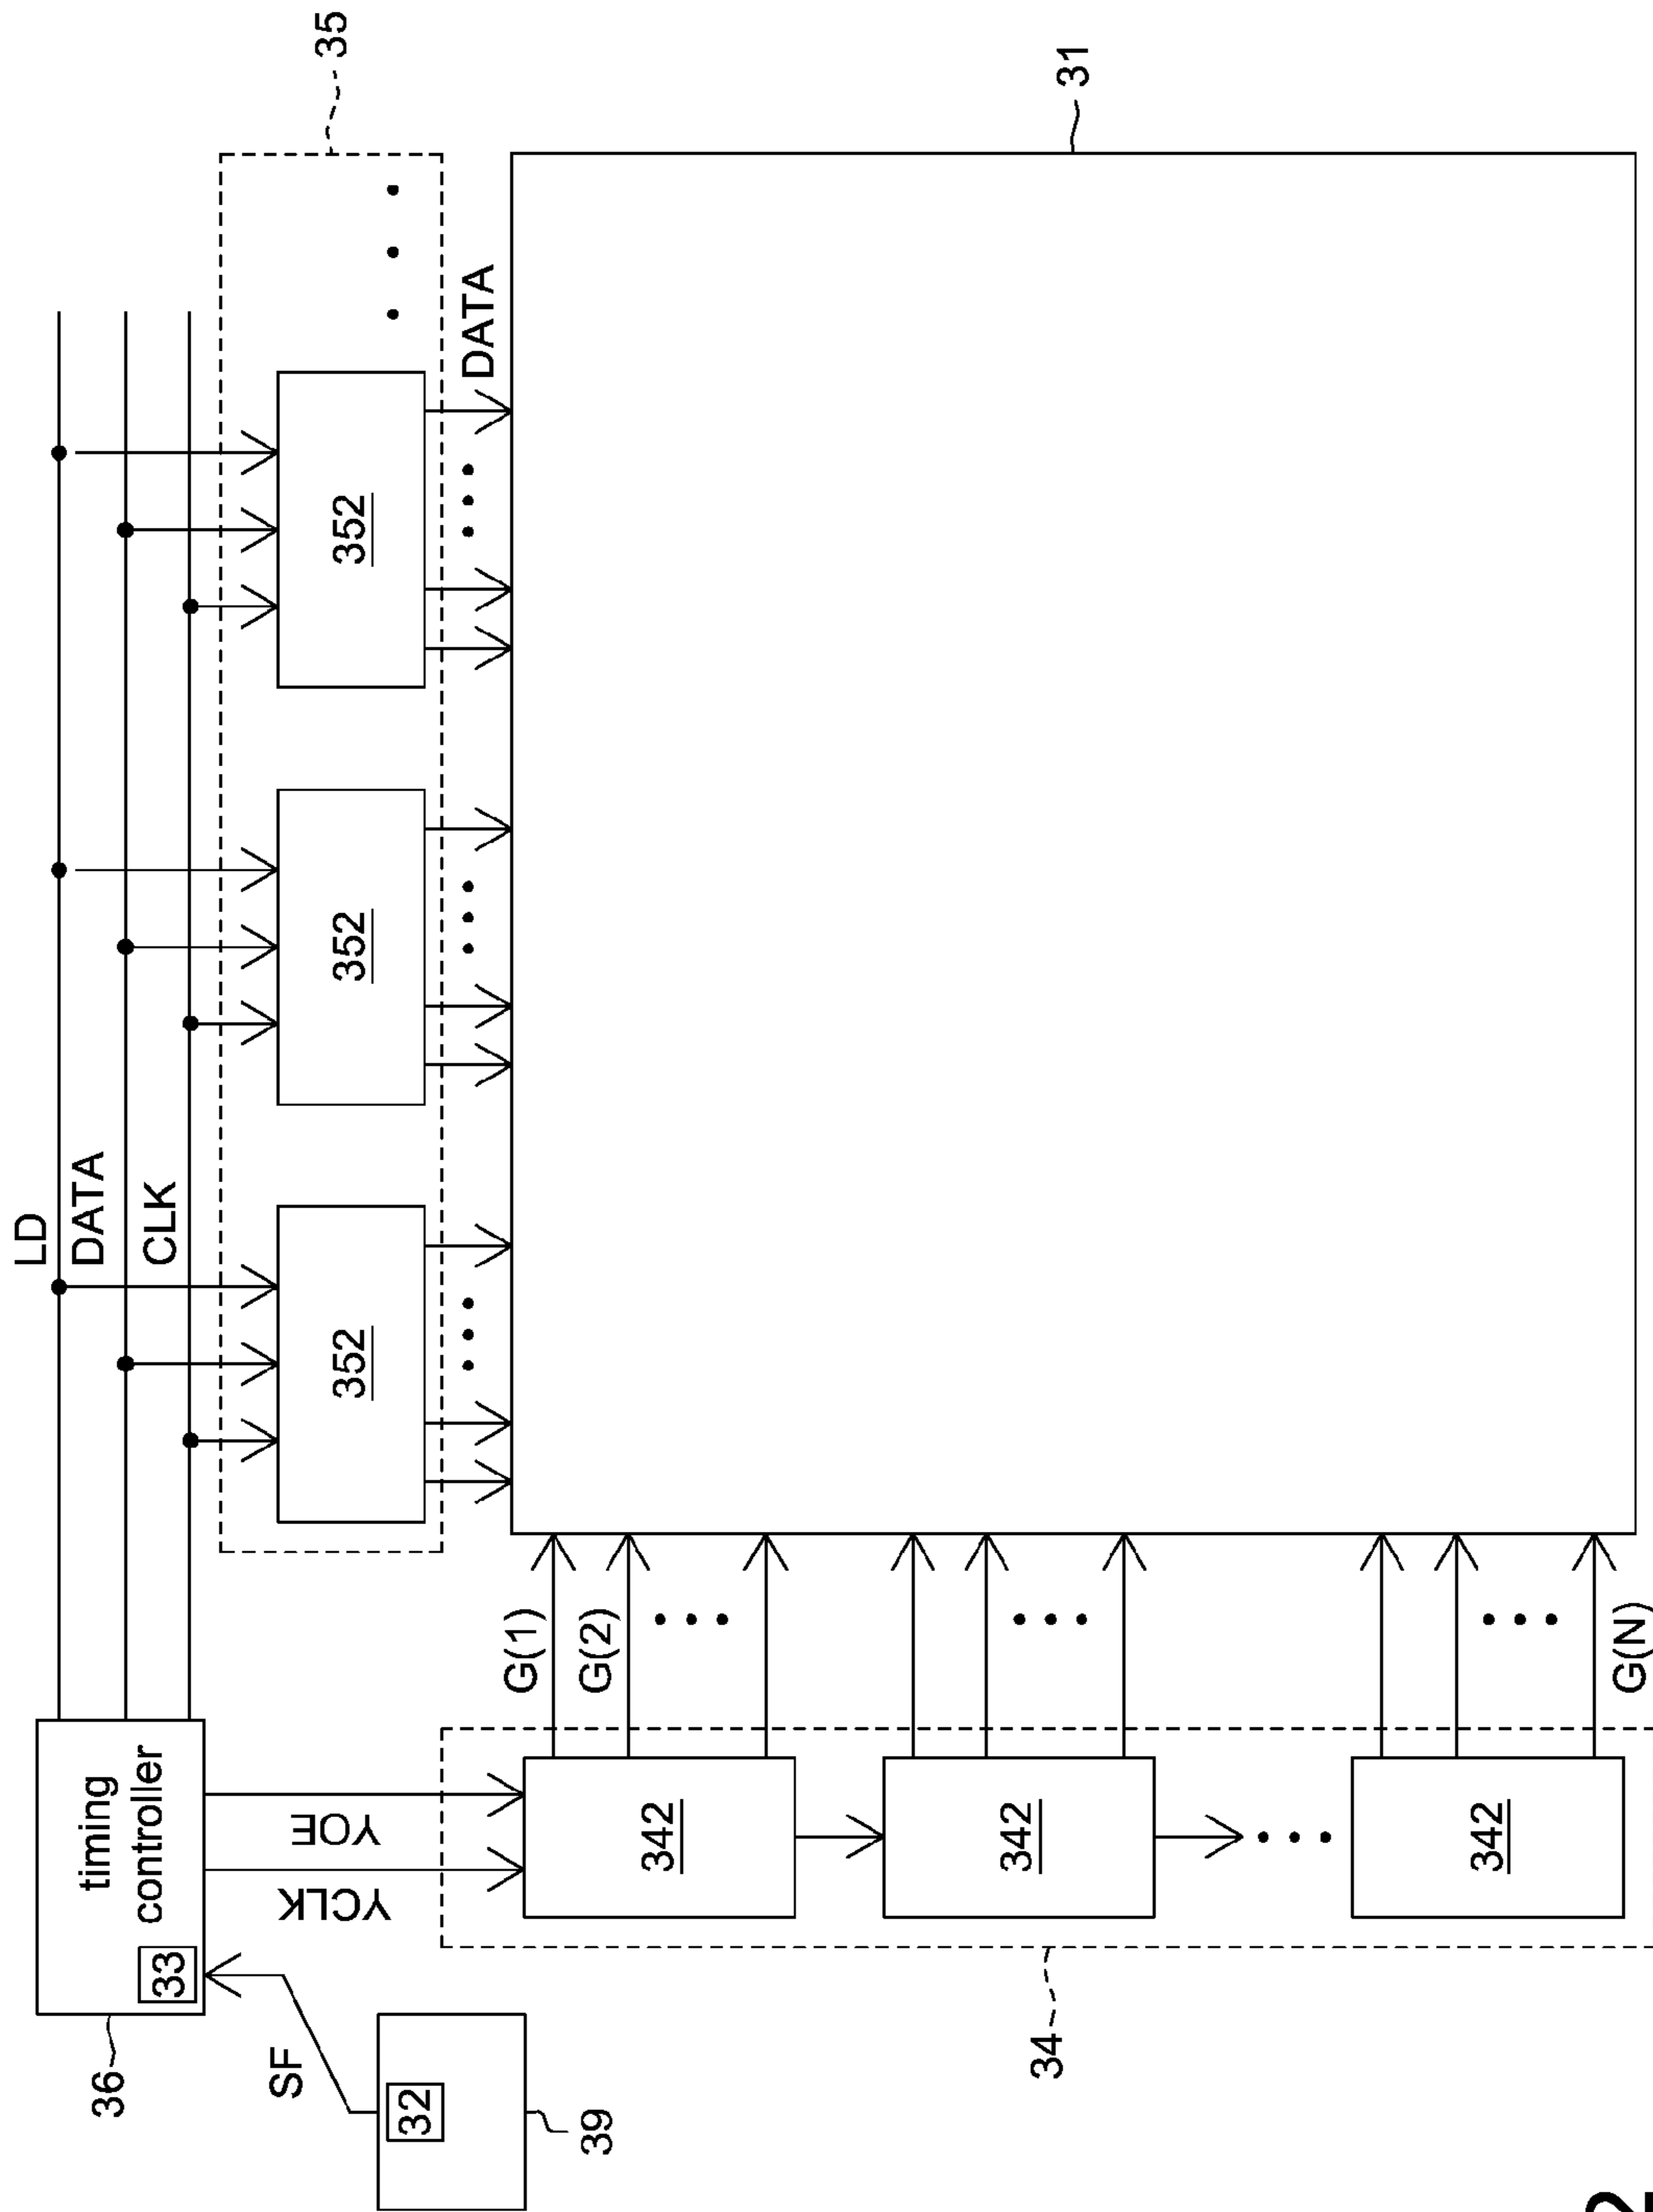 LD
DATA
CLK
timing
controller
36
33
35
SF
YCLK
YOE
352
352
352
32
DATA
39
G(1)
G(2)
342
342
34
31
342
G(N)
2